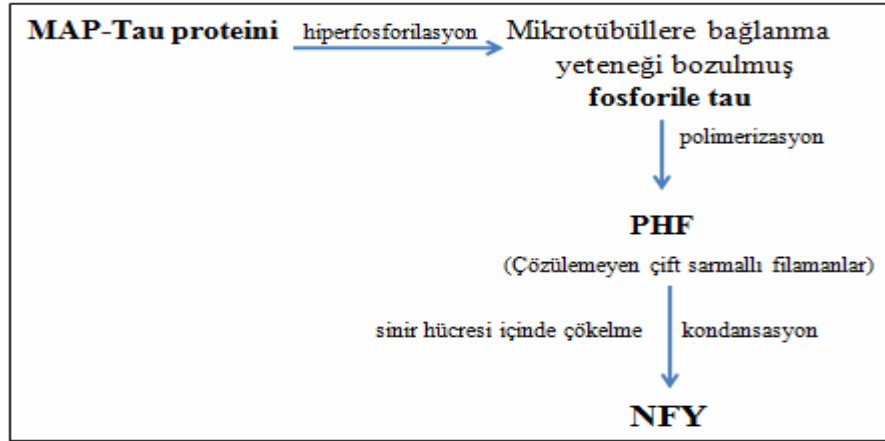 MAP-Tau proteini hiperfosforilasyon Mikrotübüllere bağlanma
yeteneği bozulmuş
fosforile tau
polimerizasyon
PHF
(Çözülemeyen çift sarmallı filamanlar)
sinir hücresi içinde çökelme kondansasyon
NFY